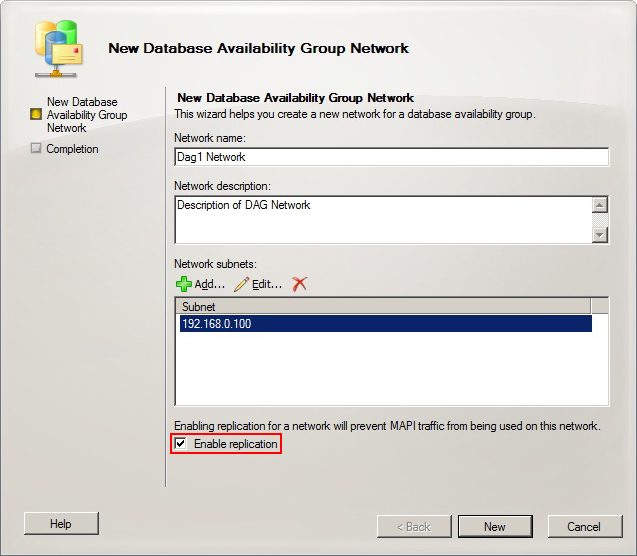 New Database Availability Group Network
New Database
Availability Group
Network
Completion
New Database Availability Group Network
This wizard helps you create a new network for a database availability group.
Network name:
Dag1 Network
Network description:
Description of DAG Network
Network subnets:
Add... Edit...
Subnet
192.168.0.100
Enabling replication for a network will prevent MAPI traffic from being used on this network.
Enable replication
Help
< Back
New
Cancel